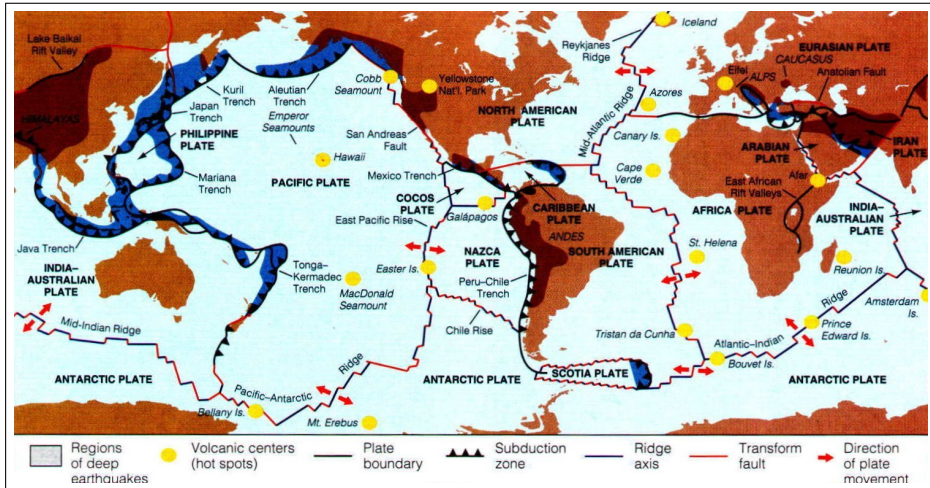 Iceland
Reykjanes
Ridge
Lake Baikal
Rift Valley
EURASIAN PLATE
CAUCASUS
Kuril
Trench
Aleutian
Trench
Cobb
Seamount
Yellowstone
Nat'l. Park
Eifel
ALPS
Anatolian Fault
Azores
Japan
Trench
Emperor
Seamounts
NORTH AMERICAN
PLATE
Mid-Atlantic Ridge
HIMALAYAS
PHILIPPINE
PLATE
San Andreas
Fault
Canary Is.
ARABIAN
PLATE
IRAN
PLATE
Hawaii
Mexico Trench
Cape
Verde
Afar
Mariana
Trench
PACIFIC PLATE
COCOS
PLATE
CARIBBEAN
PLATE
East African
Rift Valleys
East Pacific Rise
Galápagos
AFRICA PLATE
INDIA–
AUSTRALIAN
PLATE
Java Trench
ANDES
INDIA–
AUSTRALIAN
PLATE
Tonga–
Kermadec
Trench
Easter Is.
NAZCA
PLATE
SOUTH AMERICAN
PLATE
St. Helena
Reunion Is.
MacDonald
Seamount
Peru–Chile
Trench
Amsterdam
Is.
Mid-Indian Ridge
Chile Rise
Tristan da Cunha
Ridge
Prince
Edward Is.
Atlantic–Indian
Bouvet Is.
ANTARCTIC PLATE
Pacific–Antarctic
Ridge
ANTARCTIC PLATE
SCOTIA PLATE
ANTARCTIC PLATE
Bellany Is.
Mt. Erebus
Regions
of deep
earthquakes
Volcanic centers
(hot spots)
Plate
boundary
Subduction
zone
Ridge
axis
Transform
fault
Direction
of plate
movement